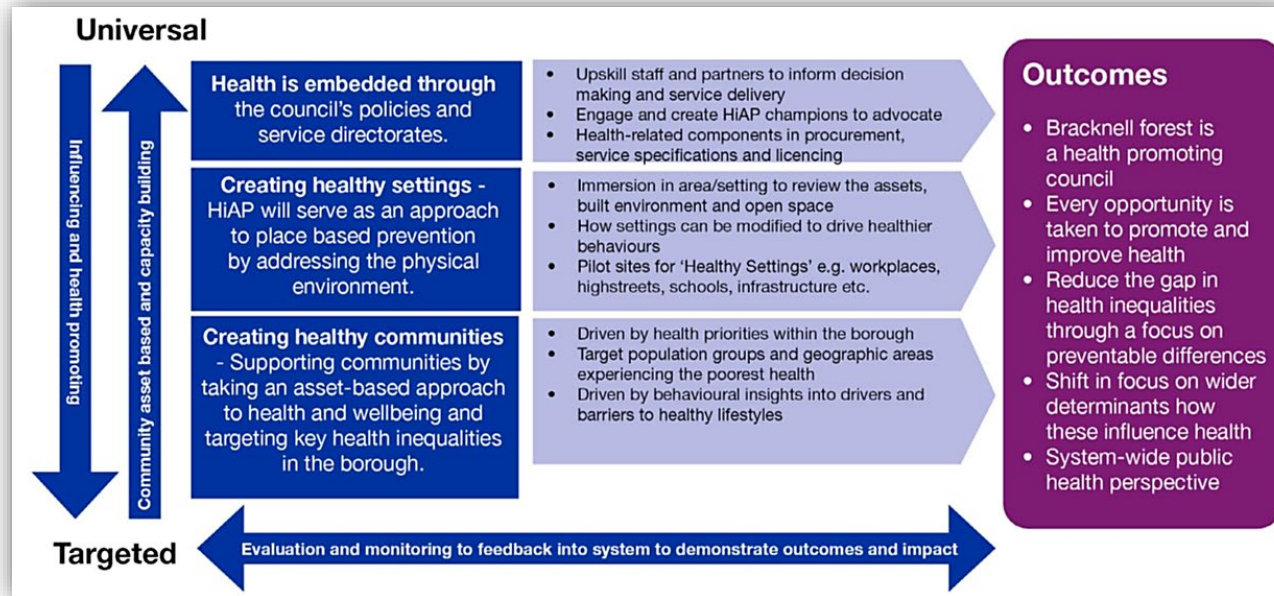 Universal
Influencing and health promoting
Community asset based and capacity building
Health is embedded through
the council's policies and
service directorates.
• Upskill staff and partners to inform decision
making and service delivery
• Engage and create HiAP champions to advocate
• Health-related components in procurement,
service specifications and licencing
Creating healthy settings -
HiAP will serve as an approach
to place based prevention
by addressing the physical
environment.
• Immersion in area/setting to review the assets,
built environment and open space
• How settings can be modified to drive healthier
behaviours
• Pilot sites for 'Healthy Settings' e.g. workplaces,
highstreets, schools, infrastructure etc.
Creating healthy communities
- Supporting communities by
taking an asset-based approach
to health and wellbeing and
targeting key health inequalities
in the borough.
• Driven by health priorities within the borough
• Target population groups and geographic areas
experiencing the poorest health
• Driven by behavioural insights into drivers and
barriers to healthy lifestyles
Outcomes
• Bracknell forest is
a health promoting
council
• Every opportunity is
taken to promote and
improve health
• Reduce the gap in
health inequalities
through a focus on
preventable differences
• Shift in focus on wider
determinants how
these influence health
• System-wide public
health perspective
Targeted
Evaluation and monitoring to feedback into system to demonstrate outcomes and impact